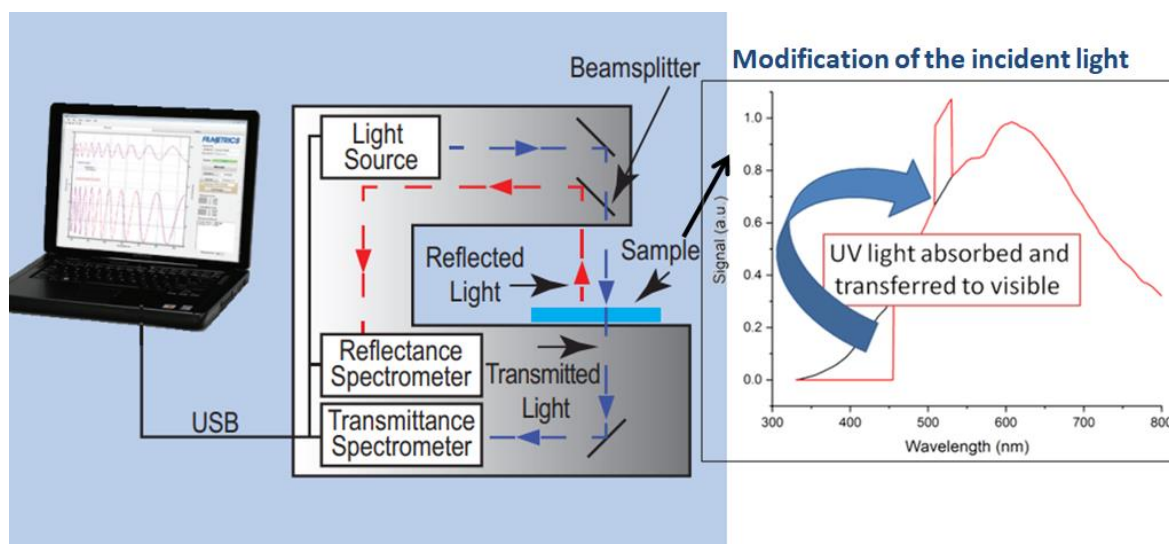 Modification of the incident light
Beamsplitter
Light
Source
FILMETRICS
Reflected
Light
Sample
Reflectance
Spectrometer
Transmitted
Light
Transmittance
Spectrometer
USB
1.0
0.8
0.6
0.4
0.2
0.0
Signal (a.u.)
UV light absorbed and
transferred to visible
300 400 500 600 700 800
Wavelength (nm)